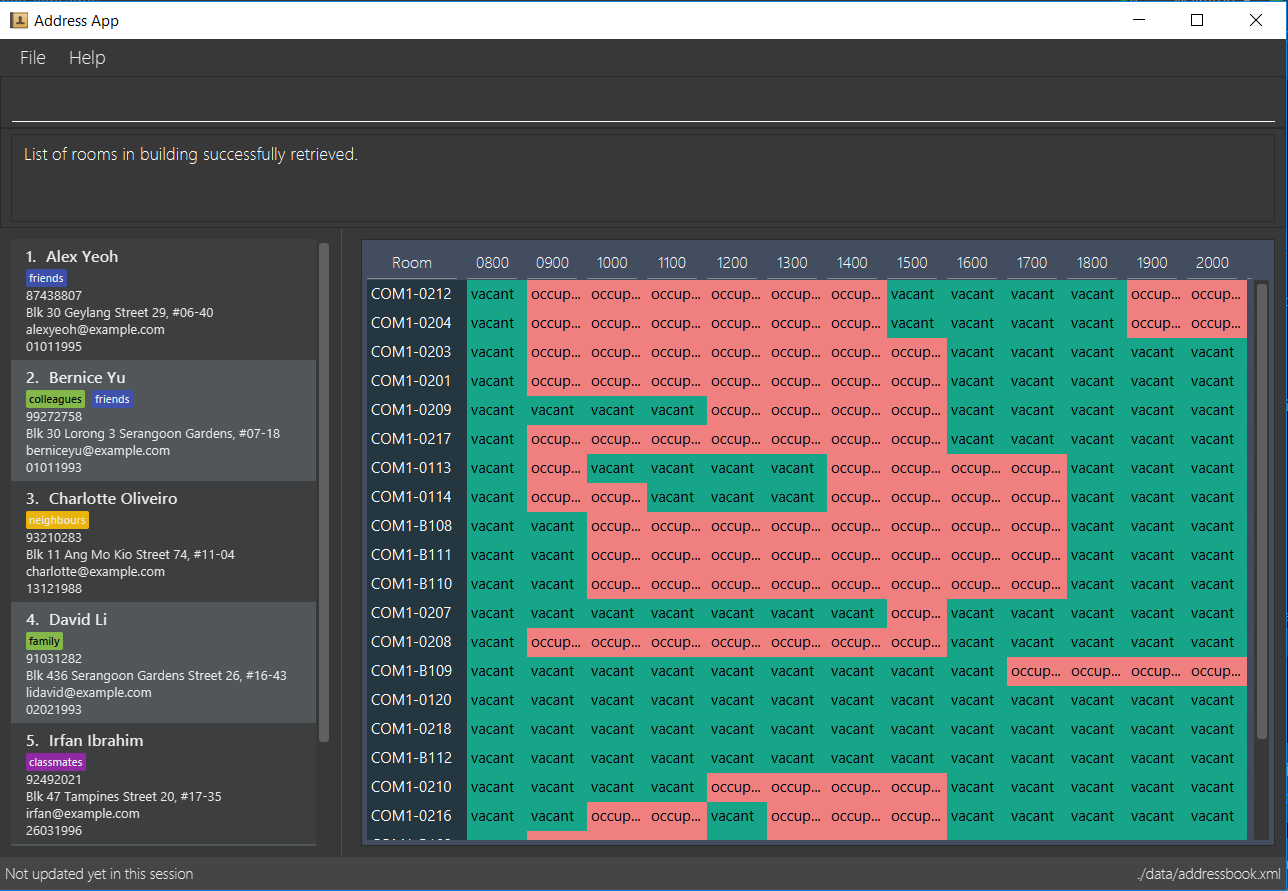 Address App
File Help
List of rooms in building successfully retrieved.
1. Alex Yeoh
friends
87438807
Blk 30 Geylang Street 29, #06-40
alexyeoh@example.com
01011995
2. Bernice Yu
colleagues friends
99272758
Blk 30 Lorong 3 Serangoon Gardens, #07-18
berniceyu@example.com
01011993
3. Charlotte Oliveiro
neighbours
93210283
Blk 11 Ang Mo Kio Street 74, #11-04
charlotte@example.com
13121988
4. David Li
family
91031282
Blk 436 Serangoon Gardens Street 26, #16-43
lidavid@example.com
02021993
5. Irfan Ibrahim
classmates
92492021
Blk 47 Tampines Street 20, #17-35
irfan@example.com
26031996
Room 0800 0900 1000 1100 1200 1300 1400 1500 1600 1700 1800 1900 2000
COM1-0212 vacant occup... occup... occup... occup... occup... occup... vacant vacant vacant vacant occup... occup...
COM1-0204 vacant occup... occup... occup... occup... occup... occup... vacant vacant vacant vacant occup... occup...
COM1-0203 vacant occup... occup... occup... occup... occup... occup... occup... vacant vacant vacant vacant vacant
COM1-0201 vacant occup... occup... occup... occup... occup... occup... occup... vacant vacant vacant vacant vacant
COM1-0209 vacant vacant vacant vacant occup... occup... occup... occup... vacant vacant vacant vacant vacant
COM1-0217 vacant occup... occup... occup... occup... occup... occup... occup... vacant vacant vacant vacant vacant
COM1-0113 vacant occup... vacant vacant vacant vacant occup... occup... occup... occup... vacant vacant vacant
COM1-0114 vacant occup... occup... vacant vacant vacant occup... occup... occup... occup... vacant vacant vacant
COM1-B108 vacant vacant occup... occup... occup... occup... occup... occup... occup... occup... vacant vacant vacant
COM1-B111 vacant vacant occup... occup... occup... occup... occup... occup... occup... occup... vacant vacant vacant
COM1-B110 vacant vacant occup... occup... occup... occup... occup... occup... occup... occup... vacant vacant vacant
COM1-0207 vacant vacant vacant vacant vacant vacant vacant occup... vacant vacant vacant vacant vacant
COM1-0208 vacant occup... occup... occup... occup... occup... occup... occup... vacant vacant vacant vacant vacant
COM1-B109 vacant vacant vacant vacant vacant vacant vacant vacant vacant occup... occup... occup... occup...
COM1-0120 vacant vacant vacant vacant vacant vacant vacant vacant vacant vacant vacant vacant vacant
COM1-0218 vacant vacant vacant vacant vacant vacant vacant vacant vacant vacant vacant vacant vacant
COM1-B112 vacant vacant vacant vacant vacant vacant vacant vacant vacant vacant vacant vacant vacant
COM1-0210 vacant vacant vacant vacant occup... occup... occup... occup... vacant vacant vacant vacant vacant
COM1-0216 vacant vacant occup... occup... vacant occup... occup... occup... vacant vacant vacant vacant vacant
Not updated yet in this session
./data/addressbook.xml